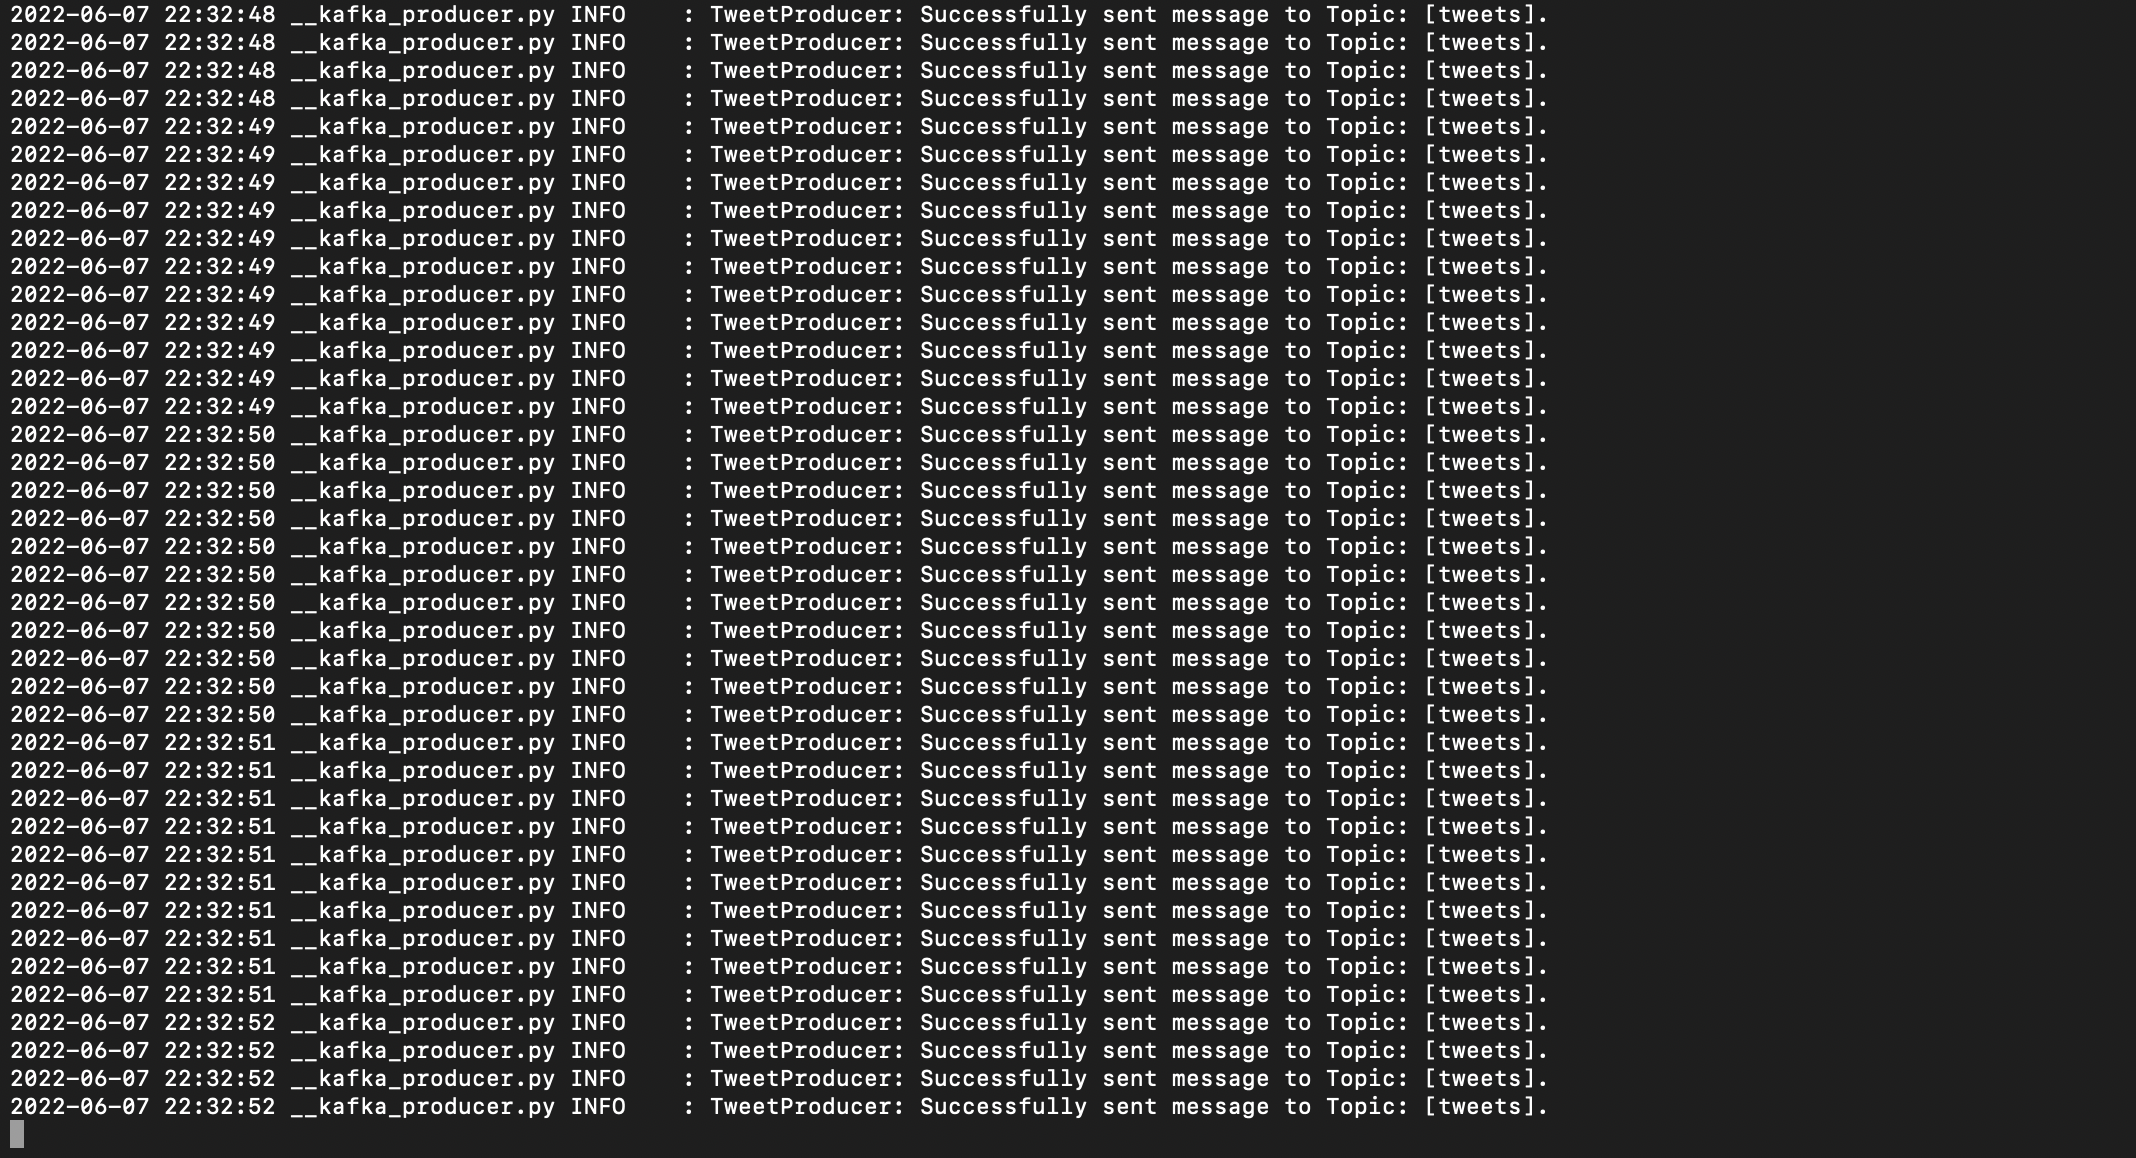 2022-06-07 22:32:48 __kafka_producer.py INFO    : TweetProducer: Successfully sent message to Topic: [tweets].
2022-06-07 22:32:48 __kafka_producer.py INFO    : TweetProducer: Successfully sent message to Topic: [tweets].
2022-06-07 22:32:48 __kafka_producer.py INFO    : TweetProducer: Successfully sent message to Topic: [tweets].
2022-06-07 22:32:48 __kafka_producer.py INFO    : TweetProducer: Successfully sent message to Topic: [tweets].
2022-06-07 22:32:49 __kafka_producer.py INFO    : TweetProducer: Successfully sent message to Topic: [tweets].
2022-06-07 22:32:49 __kafka_producer.py INFO    : TweetProducer: Successfully sent message to Topic: [tweets].
2022-06-07 22:32:49 __kafka_producer.py INFO    : TweetProducer: Successfully sent message to Topic: [tweets].
2022-06-07 22:32:49 __kafka_producer.py INFO    : TweetProducer: Successfully sent message to Topic: [tweets].
2022-06-07 22:32:49 __kafka_producer.py INFO    : TweetProducer: Successfully sent message to Topic: [tweets].
2022-06-07 22:32:49 __kafka_producer.py INFO    : TweetProducer: Successfully sent message to Topic: [tweets].
2022-06-07 22:32:49 __kafka_producer.py INFO    : TweetProducer: Successfully sent message to Topic: [tweets].
2022-06-07 22:32:49 __kafka_producer.py INFO    : TweetProducer: Successfully sent message to Topic: [tweets].
2022-06-07 22:32:49 __kafka_producer.py INFO    : TweetProducer: Successfully sent message to Topic: [tweets].
2022-06-07 22:32:49 __kafka_producer.py INFO    : TweetProducer: Successfully sent message to Topic: [tweets].
2022-06-07 22:32:49 __kafka_producer.py INFO    : TweetProducer: Successfully sent message to Topic: [tweets].
2022-06-07 22:32:50 __kafka_producer.py INFO    : TweetProducer: Successfully sent message to Topic: [tweets].
2022-06-07 22:32:50 __kafka_producer.py INFO    : TweetProducer: Successfully sent message to Topic: [tweets].
2022-06-07 22:32:50 __kafka_producer.py INFO    : TweetProducer: Successfully sent message to Topic: [tweets].
2022-06-07 22:32:50 __kafka_producer.py INFO    : TweetProducer: Successfully sent message to Topic: [tweets].
2022-06-07 22:32:50 __kafka_producer.py INFO    : TweetProducer: Successfully sent message to Topic: [tweets].
2022-06-07 22:32:50 __kafka_producer.py INFO    : TweetProducer: Successfully sent message to Topic: [tweets].
2022-06-07 22:32:50 __kafka_producer.py INFO    : TweetProducer: Successfully sent message to Topic: [tweets].
2022-06-07 22:32:50 __kafka_producer.py INFO    : TweetProducer: Successfully sent message to Topic: [tweets].
2022-06-07 22:32:50 __kafka_producer.py INFO    : TweetProducer: Successfully sent message to Topic: [tweets].
2022-06-07 22:32:50 __kafka_producer.py INFO    : TweetProducer: Successfully sent message to Topic: [tweets].
2022-06-07 22:32:50 __kafka_producer.py INFO    : TweetProducer: Successfully sent message to Topic: [tweets].
2022-06-07 22:32:51 __kafka_producer.py INFO    : TweetProducer: Successfully sent message to Topic: [tweets].
2022-06-07 22:32:51 __kafka_producer.py INFO    : TweetProducer: Successfully sent message to Topic: [tweets].
2022-06-07 22:32:51 __kafka_producer.py INFO    : TweetProducer: Successfully sent message to Topic: [tweets].
2022-06-07 22:32:51 __kafka_producer.py INFO    : TweetProducer: Successfully sent message to Topic: [tweets].
2022-06-07 22:32:51 __kafka_producer.py INFO    : TweetProducer: Successfully sent message to Topic: [tweets].
2022-06-07 22:32:51 __kafka_producer.py INFO    : TweetProducer: Successfully sent message to Topic: [tweets].
2022-06-07 22:32:51 __kafka_producer.py INFO    : TweetProducer: Successfully sent message to Topic: [tweets].
2022-06-07 22:32:51 __kafka_producer.py INFO    : TweetProducer: Successfully sent message to Topic: [tweets].
2022-06-07 22:32:51 __kafka_producer.py INFO    : TweetProducer: Successfully sent message to Topic: [tweets].
2022-06-07 22:32:51 __kafka_producer.py INFO    : TweetProducer: Successfully sent message to Topic: [tweets].
2022-06-07 22:32:52 __kafka_producer.py INFO    : TweetProducer: Successfully sent message to Topic: [tweets].
2022-06-07 22:32:52 __kafka_producer.py INFO    : TweetProducer: Successfully sent message to Topic: [tweets].
2022-06-07 22:32:52 __kafka_producer.py INFO    : TweetProducer: Successfully sent message to Topic: [tweets].
2022-06-07 22:32:52 __kafka_producer.py INFO    : TweetProducer: Successfully sent message to Topic: [tweets].